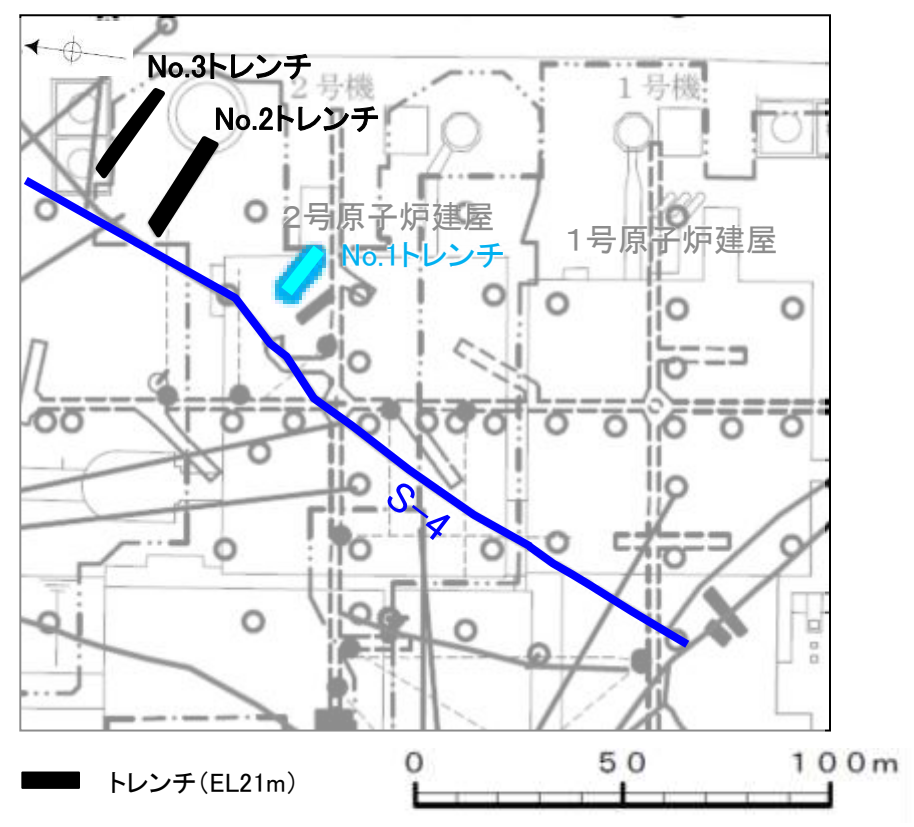 No.3トレンチ
2号機
1号機
No.2トレンチ
2号原子炉建屋
1号原子炉建屋
No.1トレンチ
S-4
トレンチ(EL21m)
0 50 100m